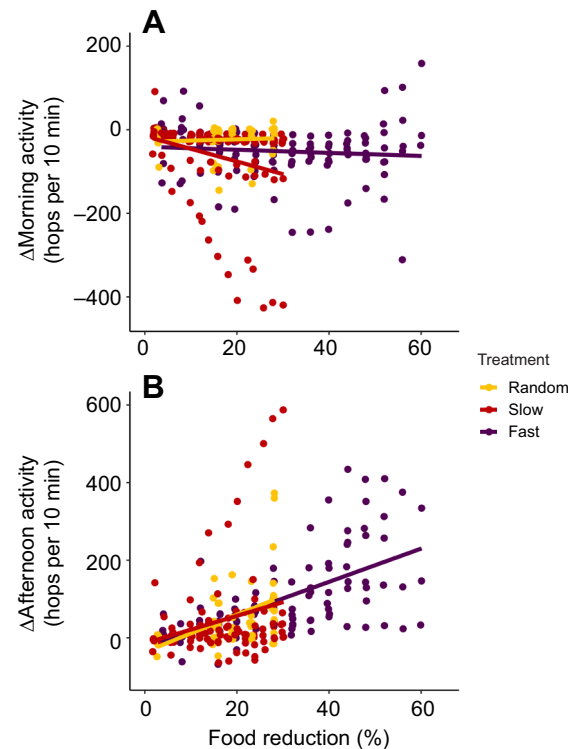 A
200
0
–200
–400
ΔMorning activity
(hops per 10 min)
0
20
40
60
Treatment
Random
Slow
Fast
B
600
400
200
0
ΔAfternoon activity
(hops per 10 min)
0
20
40
60
Food reduction (%)